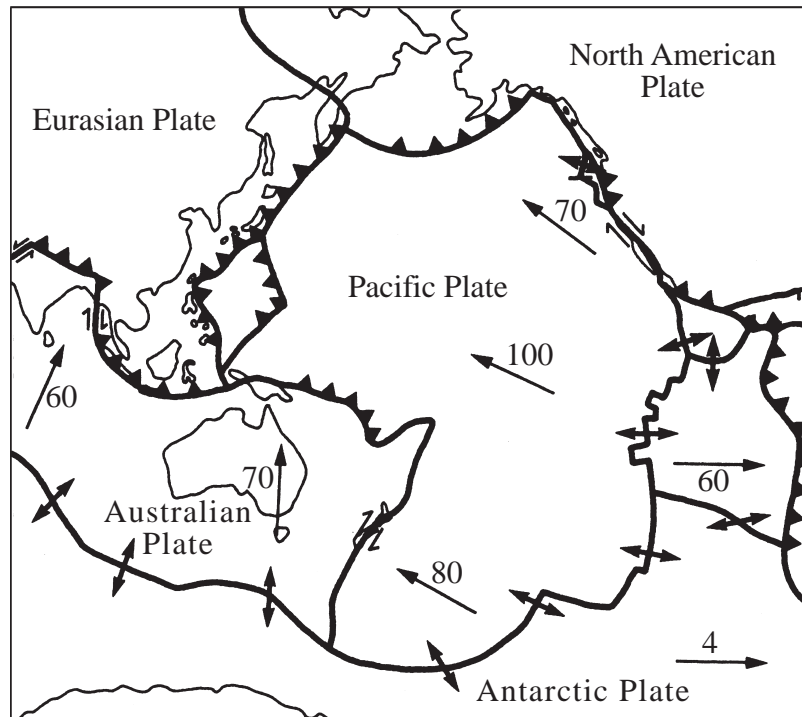 North American
Plate
Eurasian Plate
70
Pacific Plate
100
60
70
60
Australian
Plate
80
4
Antarctic Plate